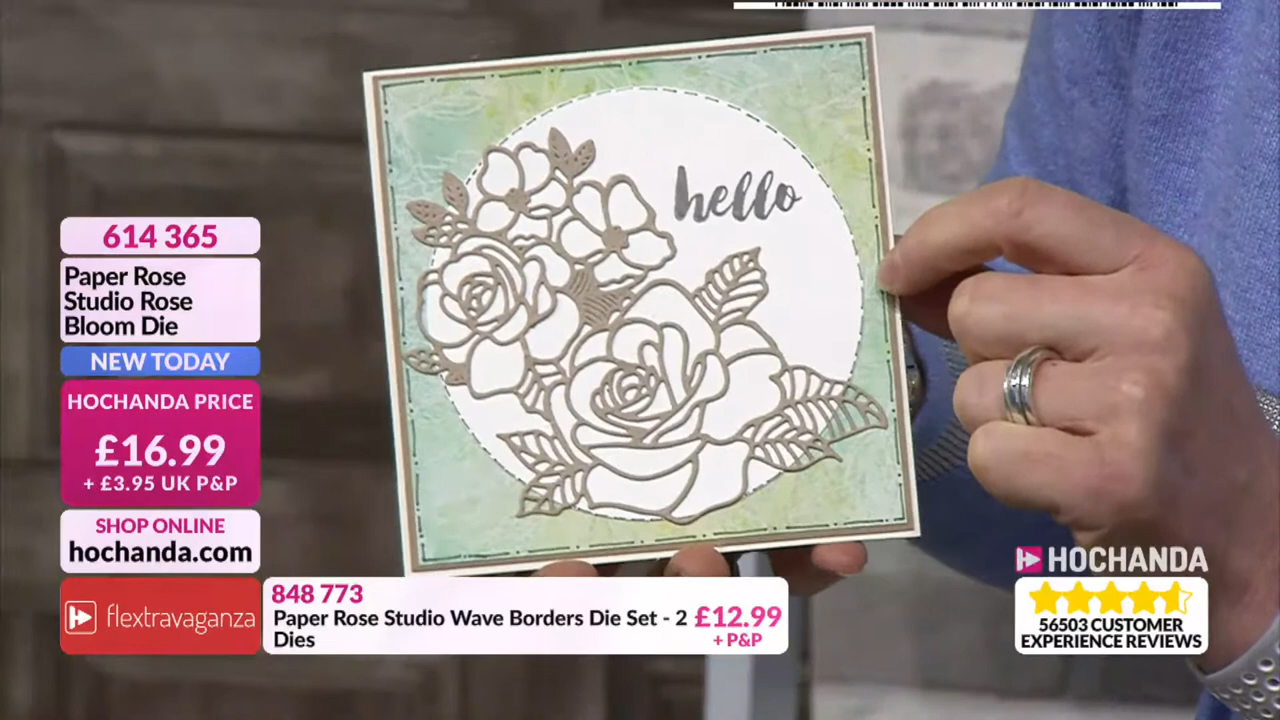 hello
614 365
Paper Rose
Studio Rose
Bloom Die
NEW TODAY
HOCHANDA PRICE
£16.99
+ £3.95 UK P&P
SHOP ONLINE
hochanda.com
flextravaganza
848 773
Paper Rose Studio Wave Borders Die Set - 2
Dies
£12.99
+ P&P
HOCHANDA
56503 CUSTOMER
EXPERIENCE REVIEWS